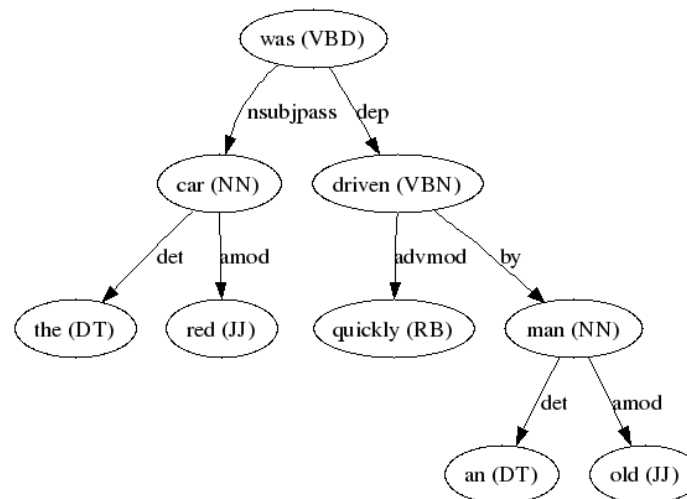 was (VBD)
nsubjpass dep
car (NN) driven (VBN)
det amod advmod by
the (DT) red (JJ) quickly (RB) man (NN)
det amod
an (DT) old (JJ)